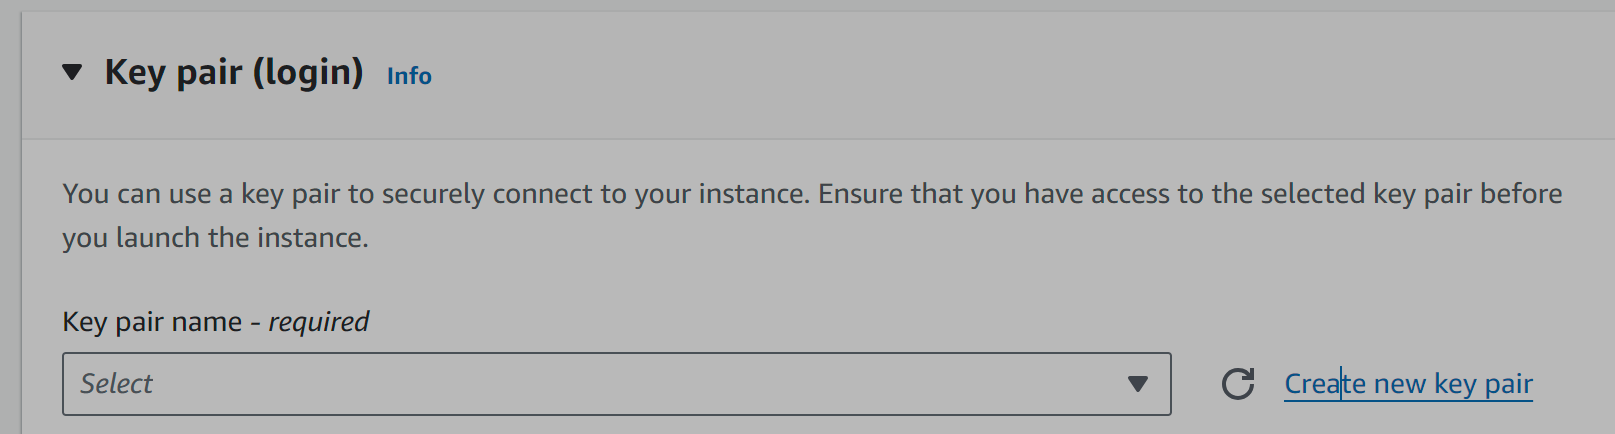 Key pair (login) Info
You can use a key pair to securely connect to your instance. Ensure that you have access to the selected key pair before
you launch the instance.
Key pair name - required
Select
Create new key pair